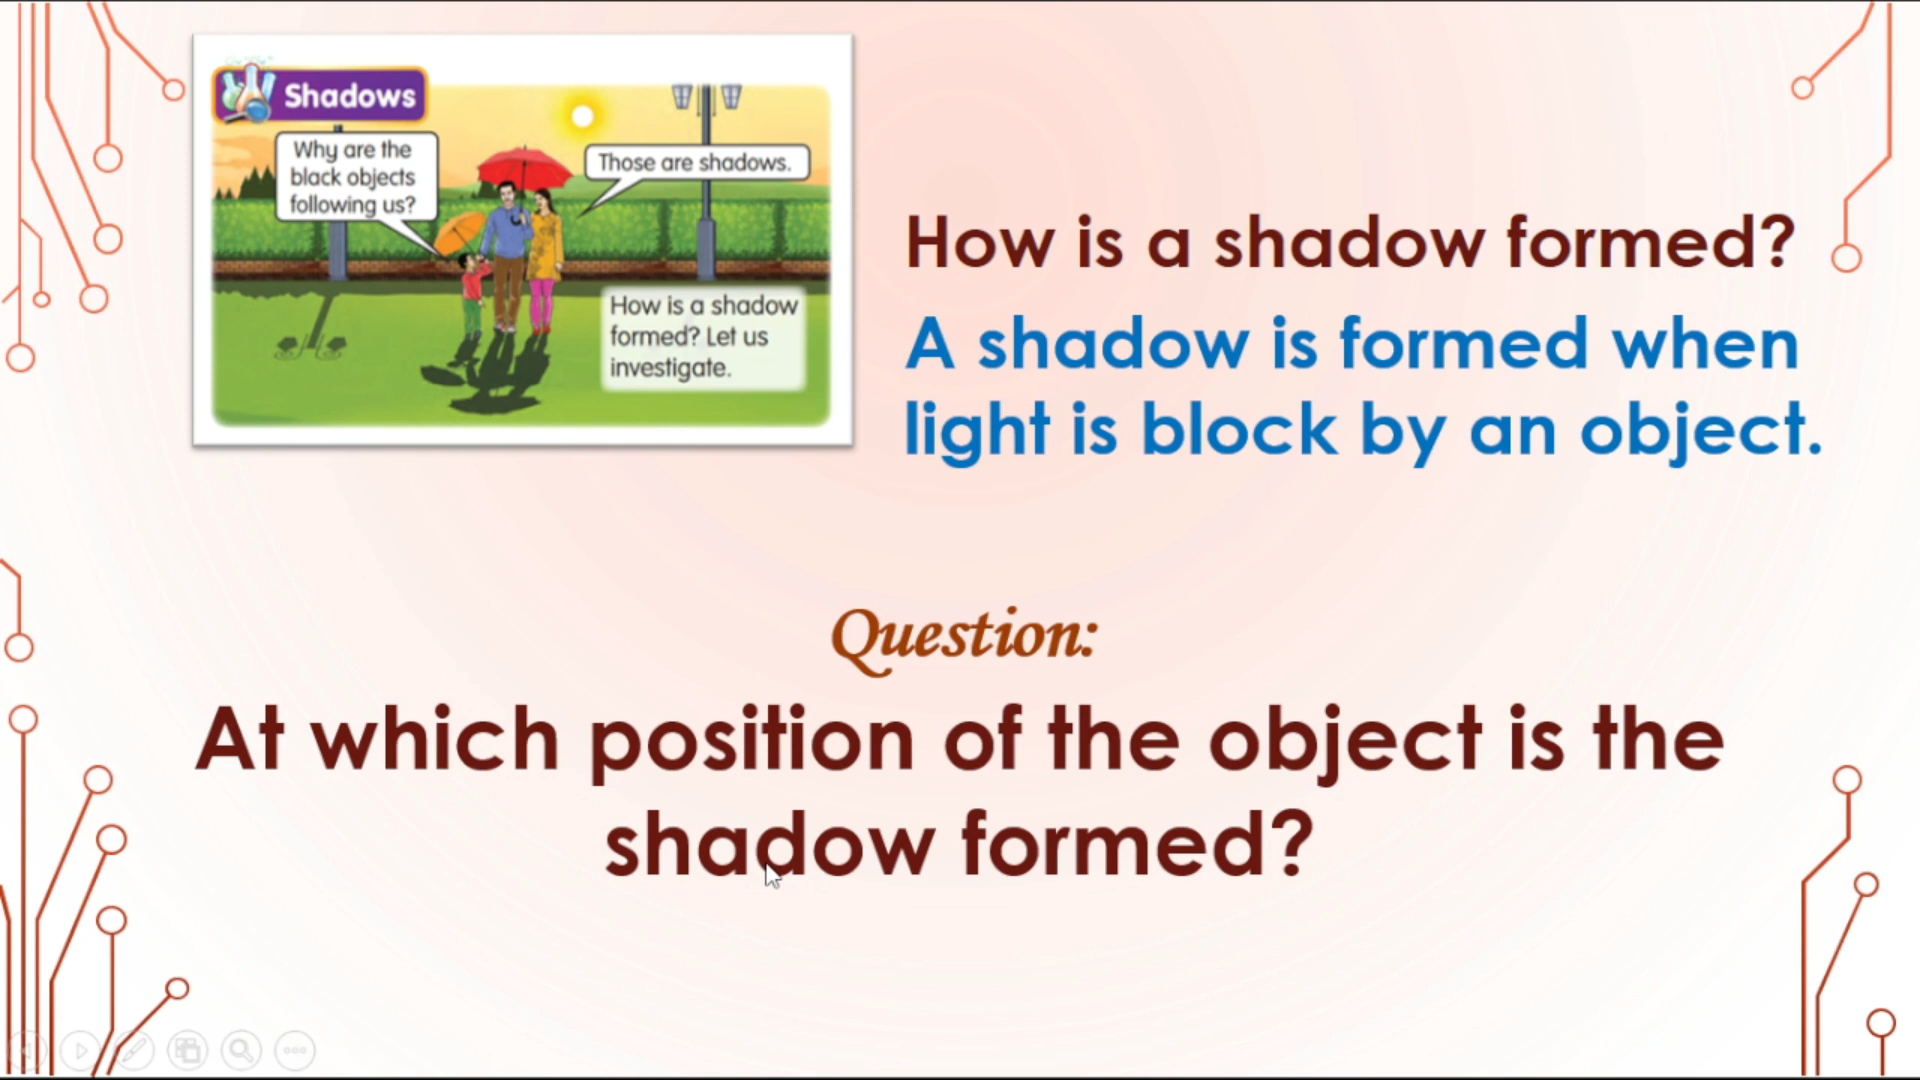 Shadows
Why are the
black objects
following us?
Those are shadows.
How is a shadow
formed? Let us
investigate.
How is a shadow formed?
A shadow is formed when
light is block by an object.
Question:
At which position of the object is the
shadow formed?